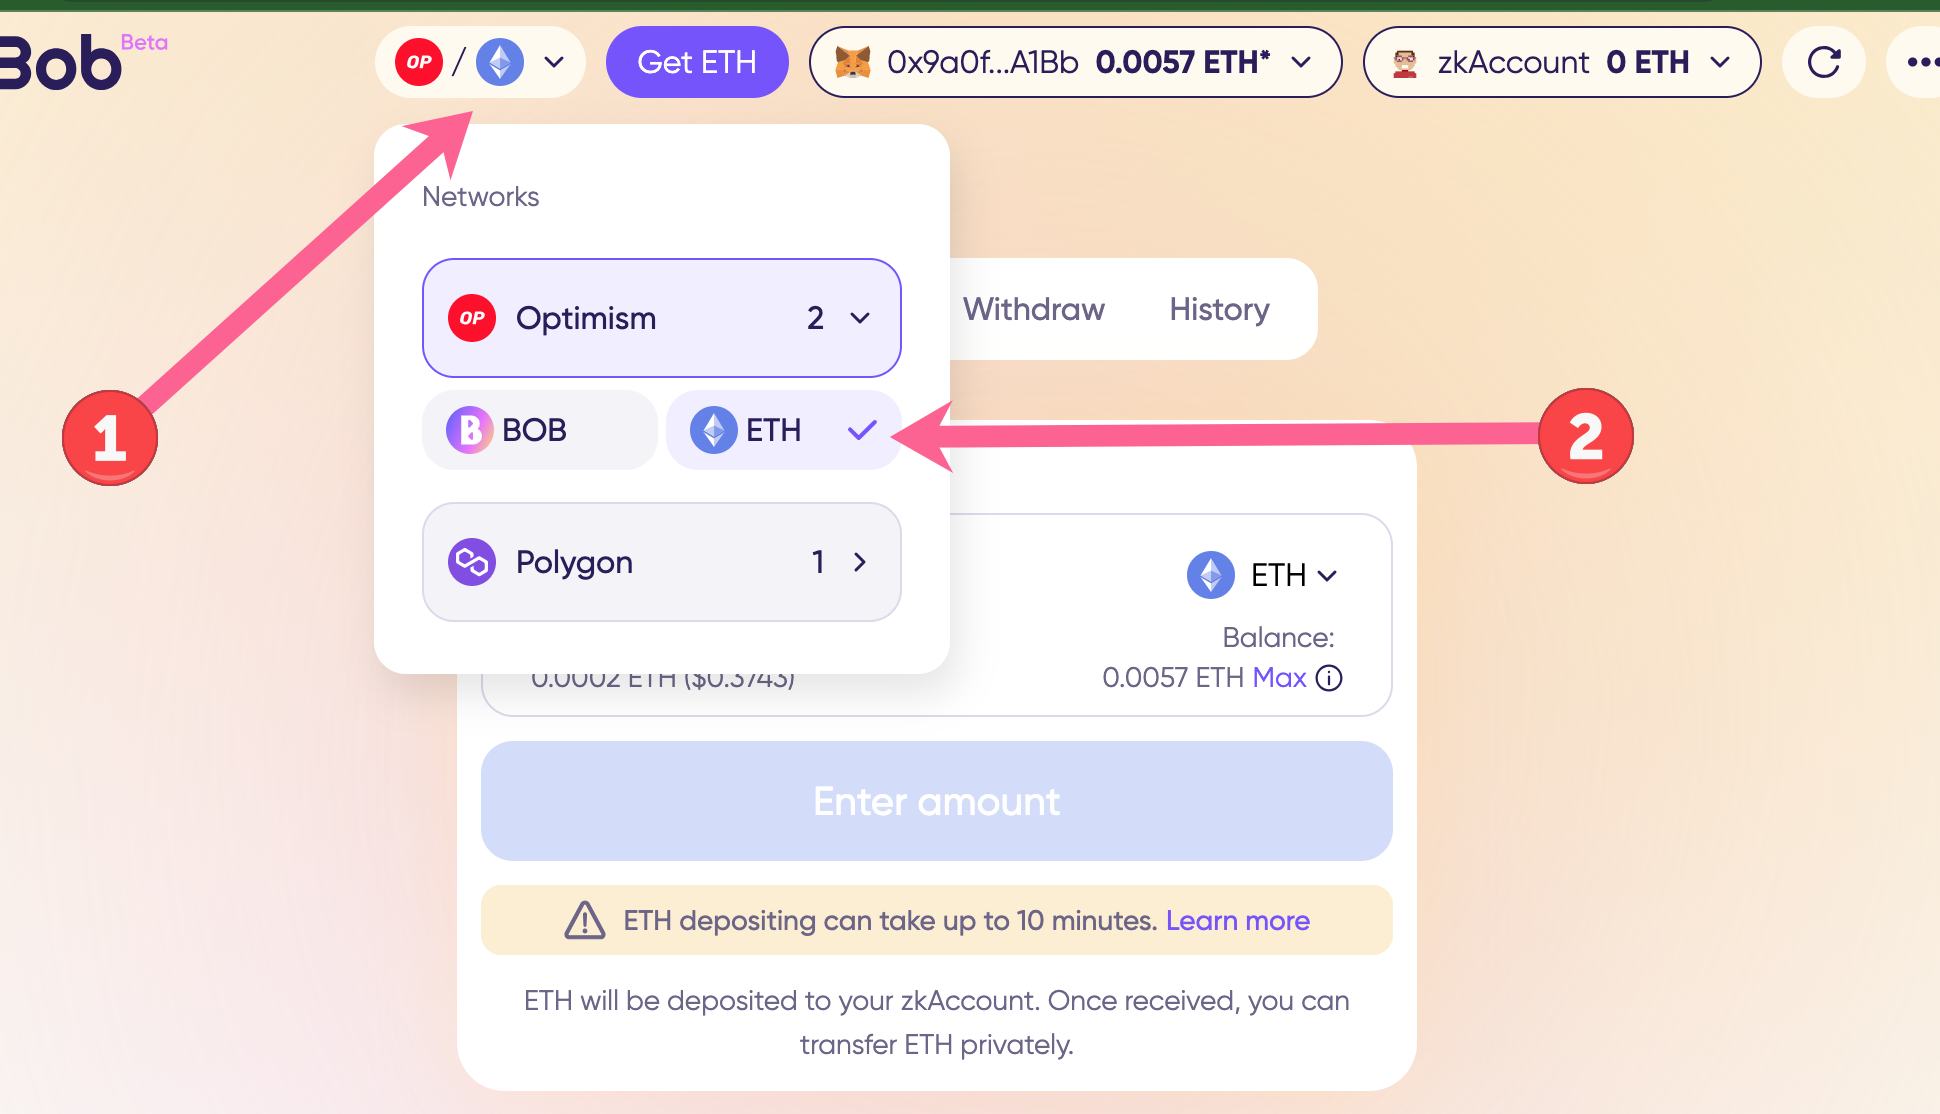 Bob Beta
OP / Get ETH 0x9a0f...A1Bb 0.0057 ETH* zkAccount 0 ETH
Networks
OP Optimism 2
Withdraw History
B BOB ETH
1
2
Polygon 1
ETH
Balance:
0.0002 ETH ($0.3743)
0.0057 ETH Max
Enter amount
ETH depositing can take up to 10 minutes. Learn more
ETH will be deposited to your zkAccount. Once received, you can
transfer ETH privately.